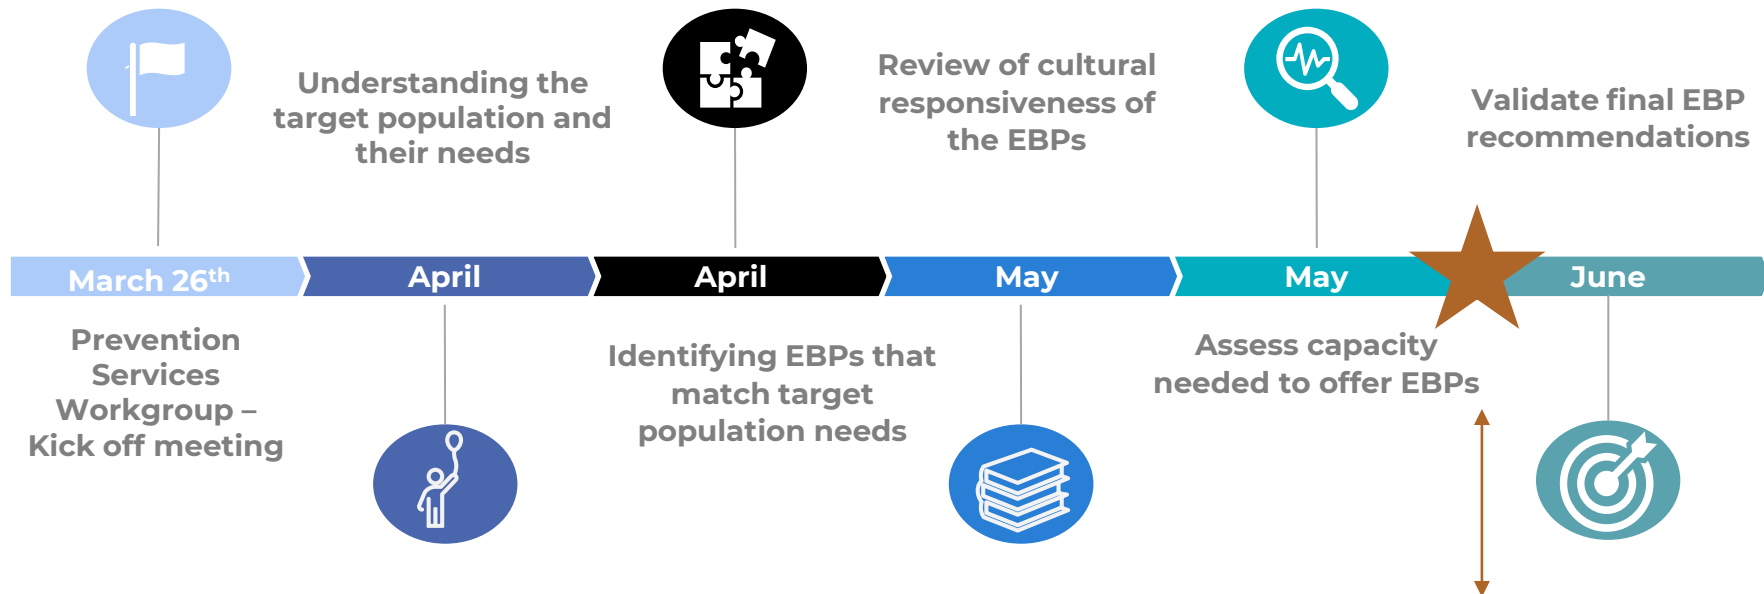 Understanding the
target population and
their needs
Review of cultural
responsiveness of
the EBPs
Validate final EBP
recommendations
March 26th
April
April
May
May
June
Prevention
Services
Workgroup –
Kick off meeting
Identifying EBPs that
match target
population needs
Assess capacity
needed to offer EBPs